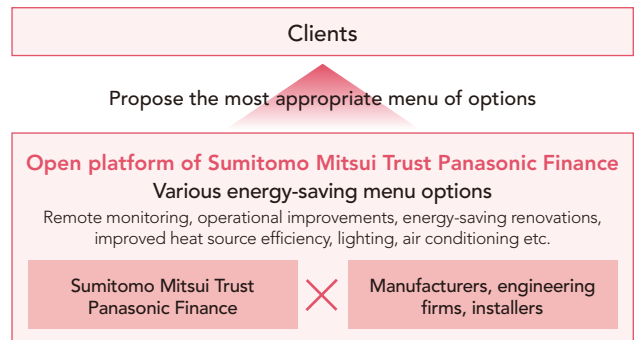 Clients
Propose the most appropriate menu of options
Open platform of Sumitomo Mitsui Trust Panasonic Finance
Various energy-saving menu options
Remote monitoring, operational improvements, energy-saving renovations,
improved heat source efficiency, lighting, air conditioning etc.
Sumitomo Mitsui Trust
Panasonic Finance
Manufacturers, engineering
firms, installers